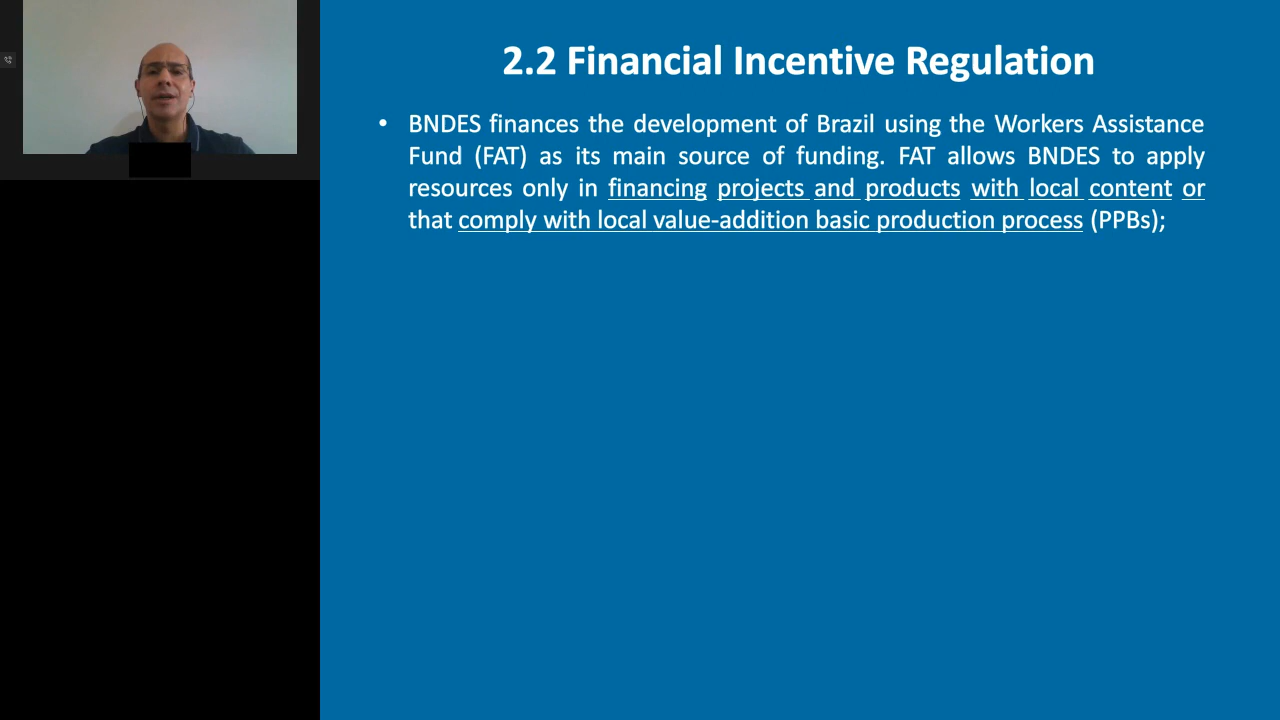 2.2 Financial Incentive Regulation
• BNDES finances the development of Brazil using the Workers Assistance
Fund (FAT) as its main source of funding. FAT allows BNDES to apply
resources only in financing projects and products with local content or
that comply with local value-addition basic production process (PPBs);